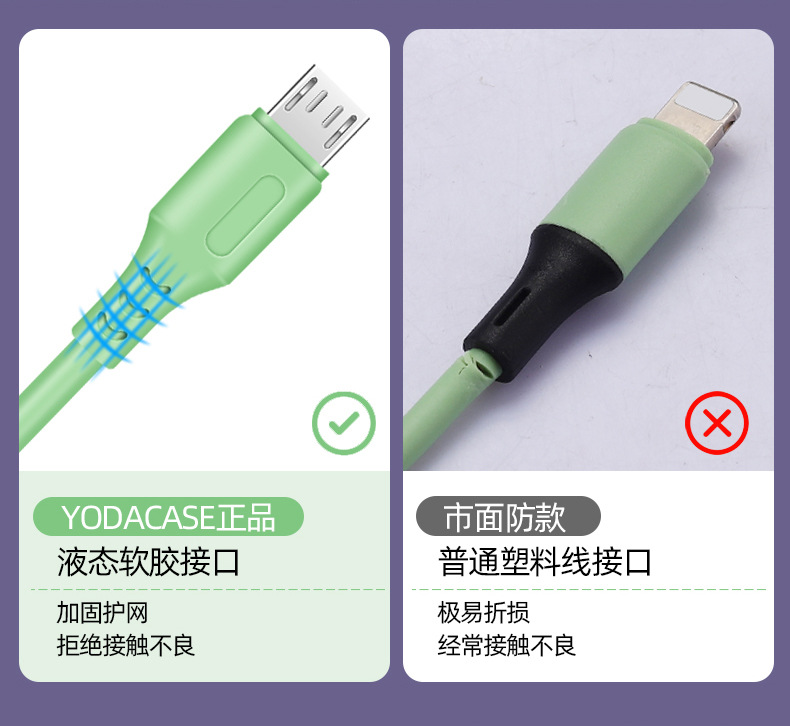 YODACASE正品
液态软胶接口
加固护网
拒绝接触不良
市面防款
普通塑料线接口
极易折损
经常接触不良